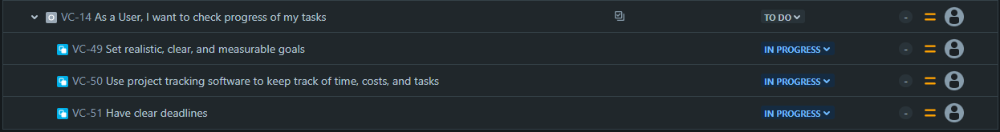 VC-14 As a User, I want to check progress of my tasks TO DO -
VC-49 Set realistic, clear, and measurable goals IN PROGRESS -
VC-50 Use project tracking software to keep track of time, costs, and tasks IN PROGRESS -
VC-51 Have clear deadlines IN PROGRESS -